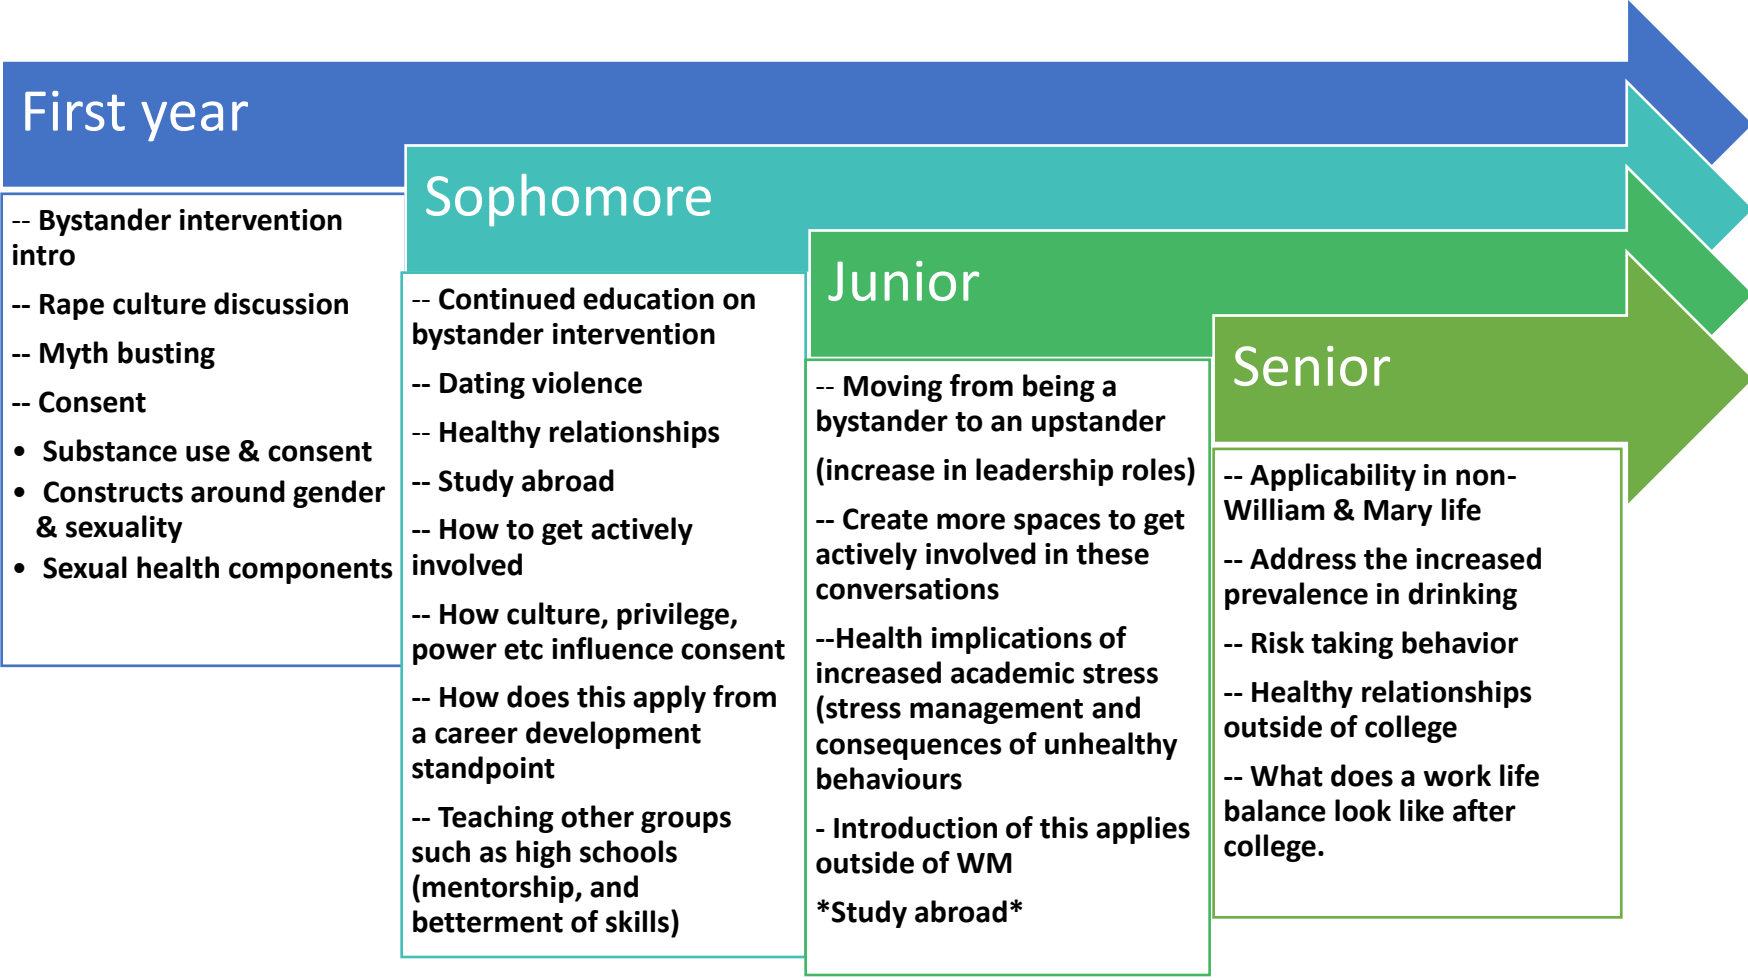 First year
-- Bystander intervention
intro
-- Rape culture discussion
-- Myth busting
-- Consent
• Substance use & consent
• Constructs around gender
& sexuality
• Sexual health components
Sophomore
-- Continued education on
bystander intervention
-- Dating violence
-- Healthy relationships
-- Study abroad
-- How to get actively
involved
-- How culture, privilege,
power etc influence consent
-- How does this apply from
a career development
standpoint
-- Teaching other groups
such as high schools
(mentorship, and
betterment of skills)
Junior
-- Moving from being a
bystander to an upstander
(increase in leadership roles)
-- Create more spaces to get
actively involved in these
conversations
--Health implications of
increased academic stress
(stress management and
consequences of unhealthy
behaviours
- Introduction of this applies
outside of WM
*Study abroad*
Senior
-- Applicability in non-
William & Mary life
-- Address the increased
prevalence in drinking
-- Risk taking behavior
-- Healthy relationships
outside of college
-- What does a work life
balance look like after
college.